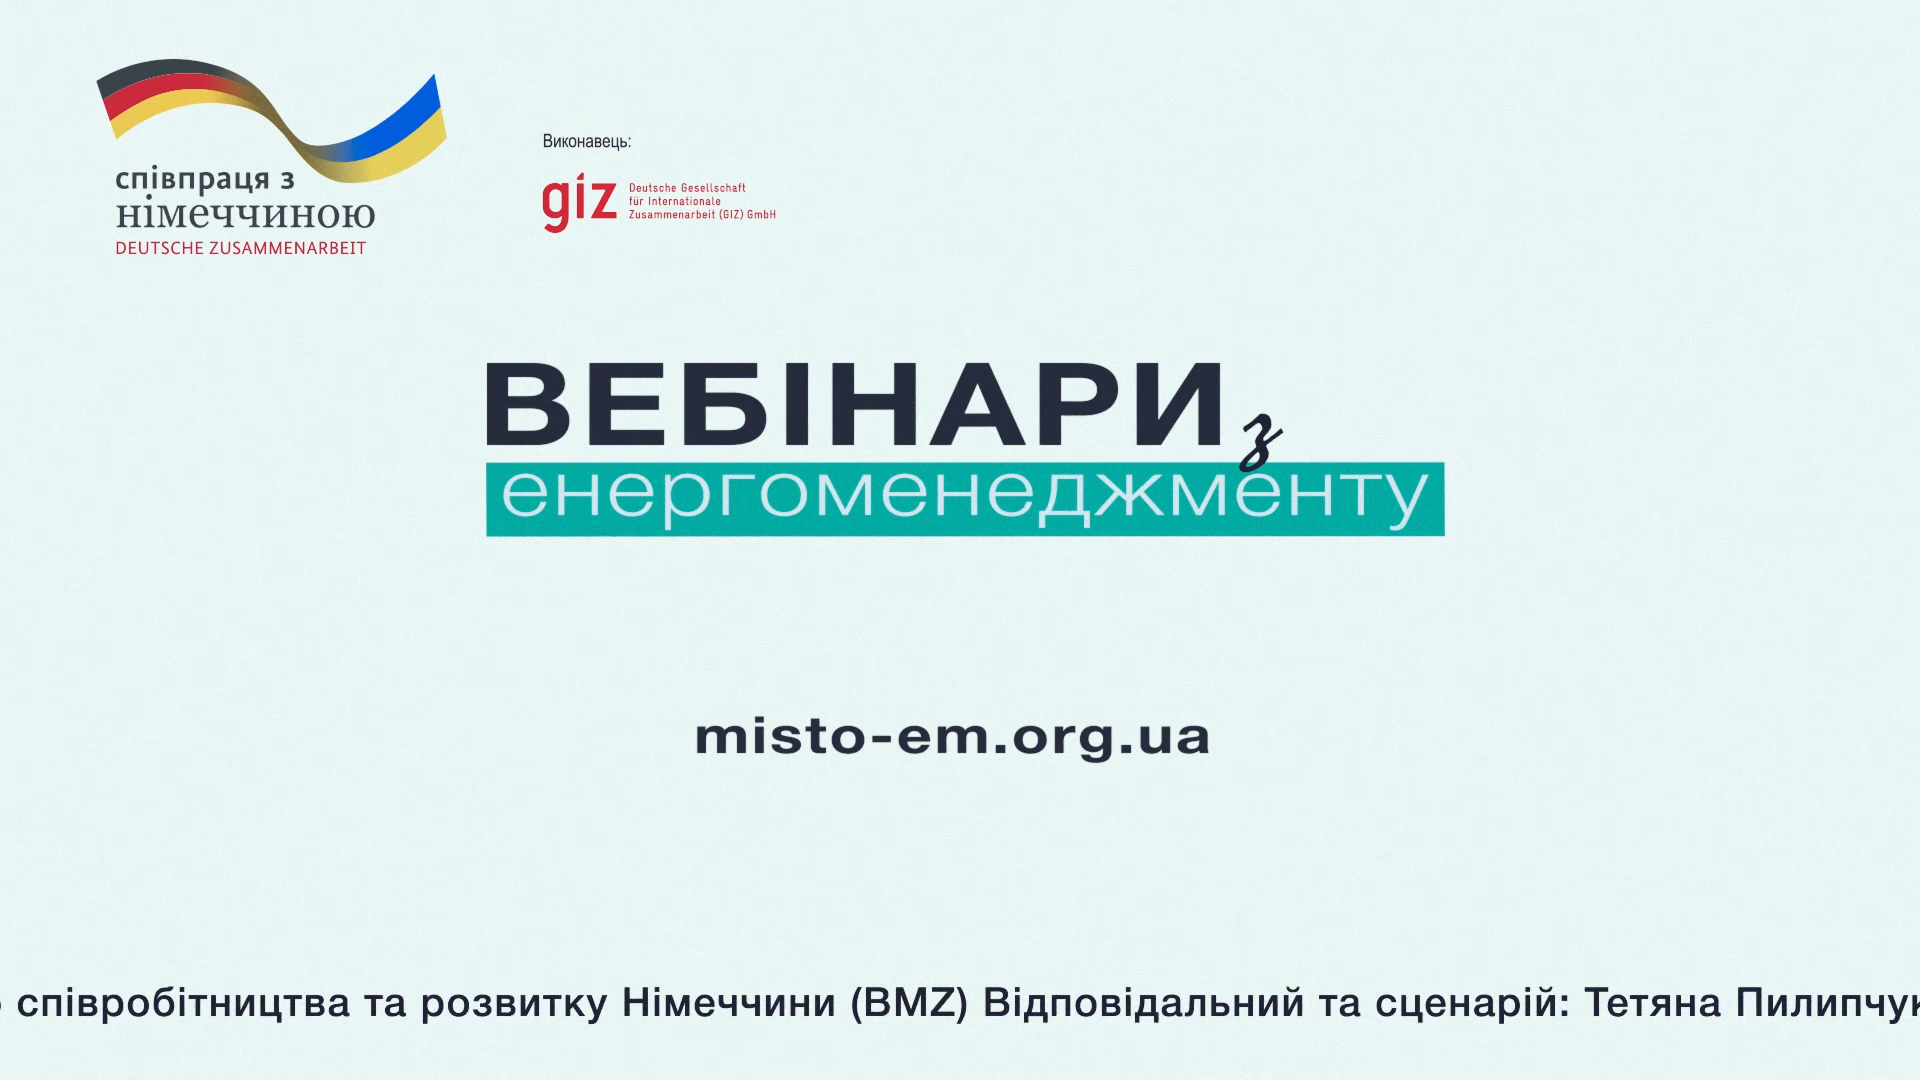 співпраця з
німеччиною
DEUTSCHE ZUSAMMENARBEIT
Виконавець:
giz
Deutsche Gesellschaft
für Internationale
Zusammenarbeit (GIZ) GmbH
ВЕБІНАРИ з
енергоменеджменту
misto-em.org.ua
співробітництва та розвитку Німеччини (BMZ) Відповідальний та сценарій: Тетяна Пилипчук